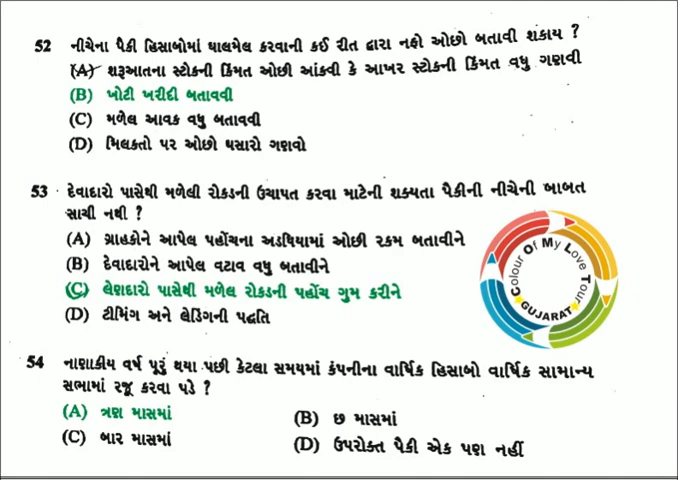 52 નીચેના પૈકી હિસાબોમાં ઘાલમેલ કરવાની કઈ રીત દ્વારા નફો ઓછો બતાવી શકાય ?
(A) શરૂઆતના સ્ટોકની કિંમત ઓછી આંકવી કે આખર સ્ટોકની કિંમત વધુ ગણવી
(B) ખોટી ખરીદી બતાવવી
(C) મળેલ આવક વધુ બતાવવી
(D) મિલકતો પર ઓછો ઘસારો ગણવો
53 દેવાદારો પાસેથી મળેલી રોકડની ઉચાપત કરવા માટેની શક્યતા પૈકીની નીચેની બાબત
સાચી નથી ?
(A) ગ્રાહકોને આપેલ પહોંચના અડધિયામાં ઓછી રકમ બતાવીને
(B) દેવાદારોને આપેલ વટાવ વધુ બતાવીને
(C) લેણદારો પાસેથી મળેલ રોકડની પહોંચ ગુમ કરીને
(D) ટીમિંગ અને લેડિંગની પદ્ધતિ
Colour Of My Love Tour
GUJARAT
54 નાણાકીય વર્ષ પૂરું થયા પછી કેટલા સમયમાં કંપનીના વાર્ષિક હિસાબો વાર્ષિક સામાન્ય
સભામાં રજૂ કરવા પડે ?
(A) ત્રણ માસમાં (B) છ માસમાં
(C) બાર માસમાં (D) ઉપરોક્ત પૈકી એક પણ નહીં